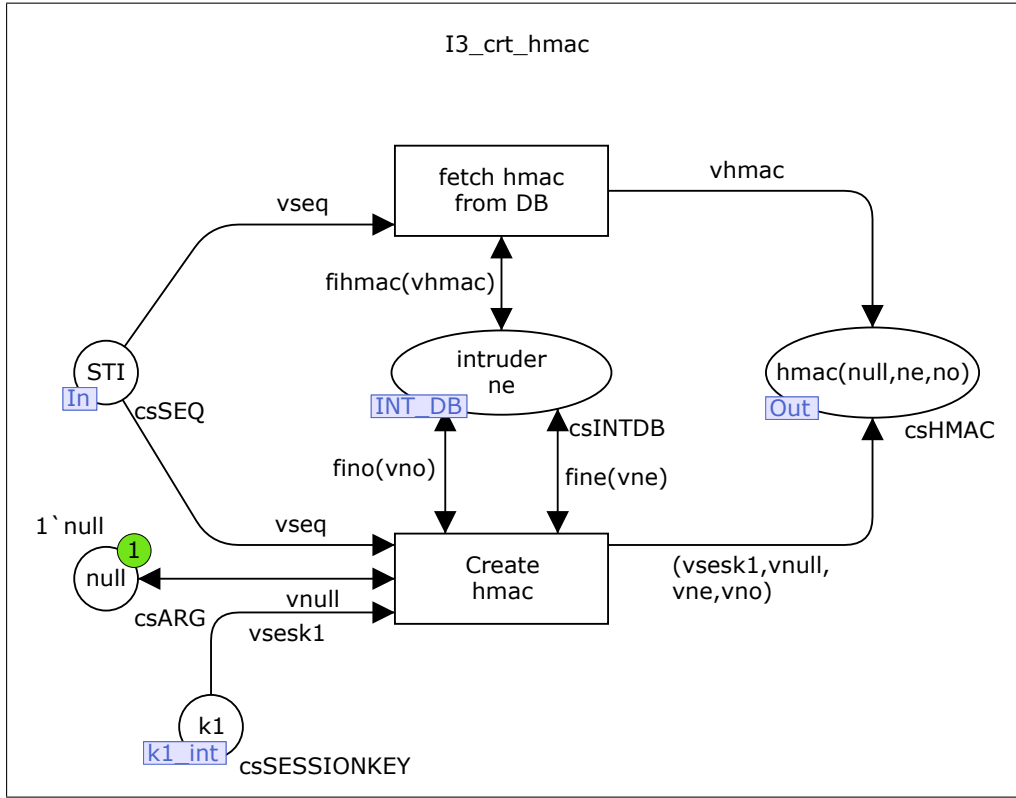 I3_crt_hmac
fetch hmac
from DB
vhmac
vseq
fihmac(vhmac)
STI
In
csSEQ
intruder
ne
INT_DB
csINTDB
hmac(null,ne,no)
Out
csHMAC
fino(vno)
fine(vne)
vseq
1`null
1
null
csARG
vnull
Create
hmac
(vsesk1,vnull,
vne,vno)
vsesk1
k1
k1_int
csSESSIONKEY